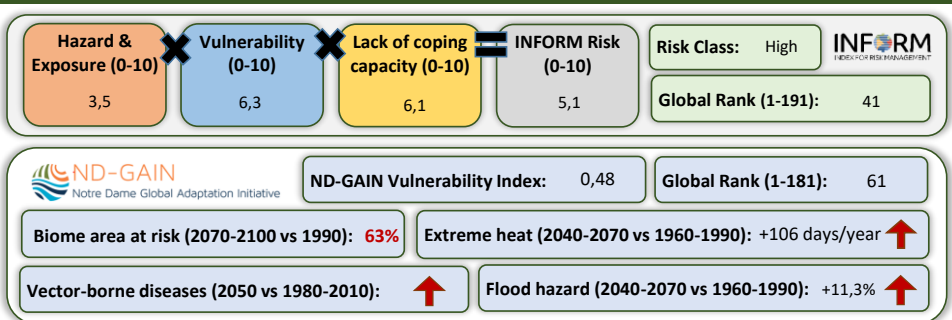 Hazard &
Exposure (0-10)
3,5
Vulnerability
(0-10)
6,3
Lack of coping
capacity (0-10)
6,1
INFORM Risk
(0-10)
5,1
Risk Class: High
INFORM
INDEX FOR RISK MANAGEMENT
Global Rank (1-191): 41
ND-GAIN
Notre Dame Global Adaptation Initiative
ND-GAIN Vulnerability Index: 0,48
Global Rank (1-181): 61
Biome area at risk (2070-2100 vs 1990): 63%
Extreme heat (2040-2070 vs 1960-1990): +106 days/year
Vector-borne diseases (2050 vs 1980-2010):
Flood hazard (2040-2070 vs 1960-1990): +11,3%